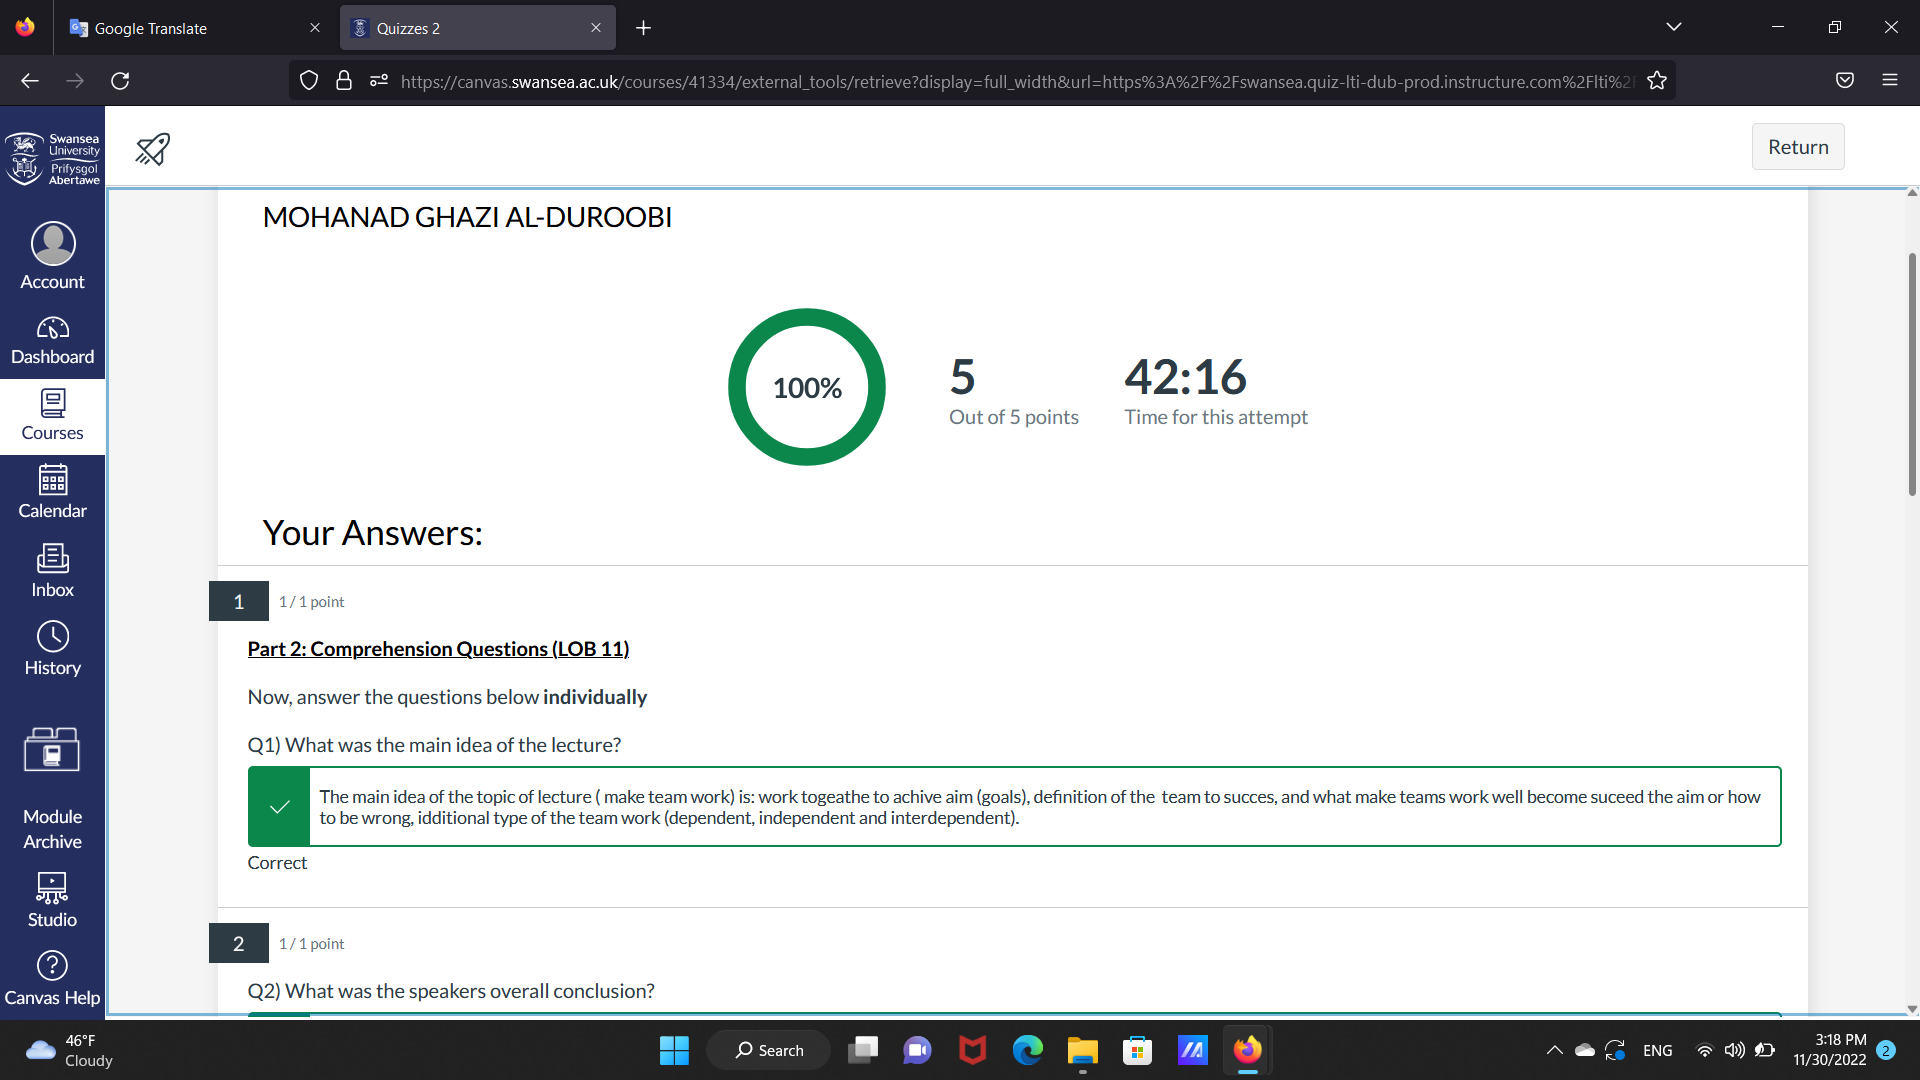 Google Translate
Quizzes 2
https://canvas.swansea.ac.uk/courses/41334/external_tools/retrieve?display=full_width&url=https%3A%2F%2Fswansea.quiz-lti-dub-prod.instructure.com%2Flti%2F
Swansea
University
Prifysgol
Abertawe
Return
MOHANAD GHAZI AL-DUROOBI
Account
Dashboard
Courses
Calendar
Inbox
History
Module
Archive
Studio
Canvas Help
100%
5
Out of 5 points
42:16
Time for this attempt
Your Answers:
1
1 / 1 point
Part 2: Comprehension Questions (LOB 11)
Now, answer the questions below individually
Q1) What was the main idea of the lecture?
The main idea of the topic of lecture ( make team work) is: work togeathe to achive aim (goals), definition of the team to succes, and what make teams work well become suceed the aim or how
to be wrong, idditional type of the team work (dependent, independent and interdependent).
Correct
2
1 / 1 point
Q2) What was the speakers overall conclusion?
46°F
Cloudy
Search
ENG
3:18 PM
11/30/2022
2